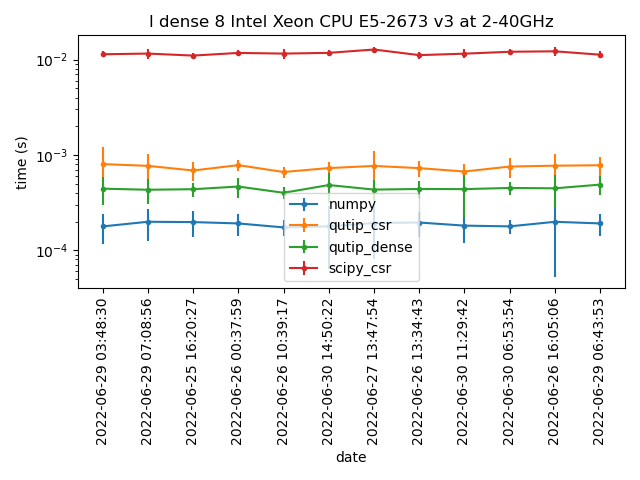 I dense 8 Intel Xeon CPU E5-2673 v3 at 2-40GHz
time (s)
10⁻²
10⁻³
10⁻⁴
numpy
qutip_csr
qutip_dense
scipy_csr
2022-06-29 03:48:30
2022-06-29 07:08:56
2022-06-25 16:20:27
2022-06-26 00:37:59
2022-06-26 10:39:17
2022-06-30 14:50:22
2022-06-27 13:47:54
2022-06-26 13:34:43
2022-06-30 11:29:42
2022-06-30 06:53:54
2022-06-26 16:05:06
2022-06-29 06:43:53
date